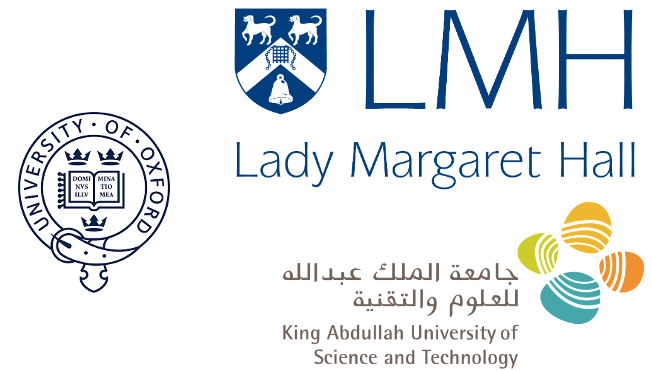 LMH
Lady Margaret Hall
UNIVERSITY · OF · OXFORD
DOMI MINA
NVS TIO
ILLV MEA
جامعة الملك عبدالله
للعلوم والتقنية
King Abdullah University of
Science and Technology